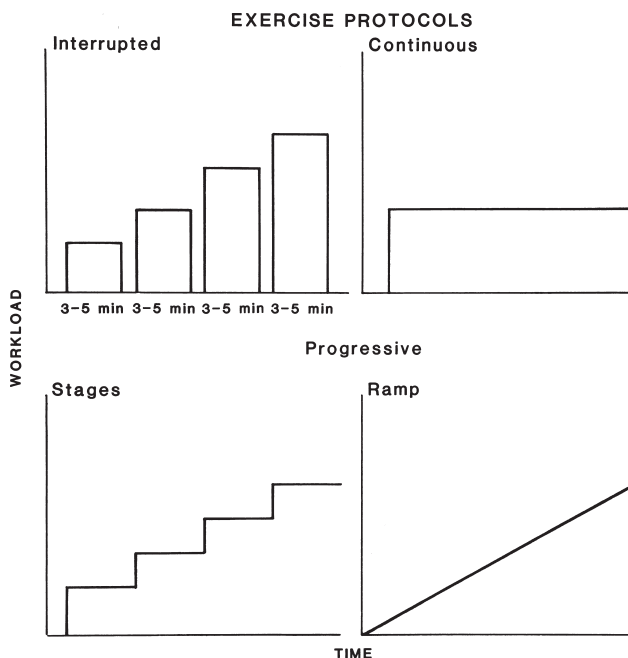 EXERCISE PROTOCOLS
Interrupted
Continuous
3-5 min 3-5 min 3-5 min 3-5 min
WORKLOAD
Progressive
Stages
Ramp
TIME